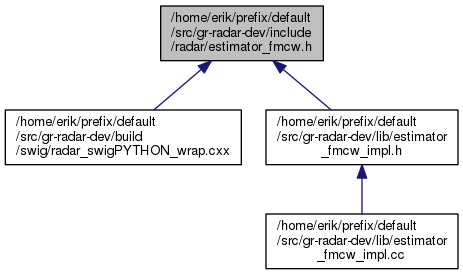 /home/erik/prefix/default
/src/gr-radar-dev/include
/radar/estimator_fmcw.h
/home/erik/prefix/default
/src/gr-radar-dev/build
/swig/radar_swigPYTHON_wrap.cxx
/home/erik/prefix/default
/src/gr-radar-dev/lib/estimator
_fmcw_impl.h
/home/erik/prefix/default
/src/gr-radar-dev/lib/estimator
_fmcw_impl.cc